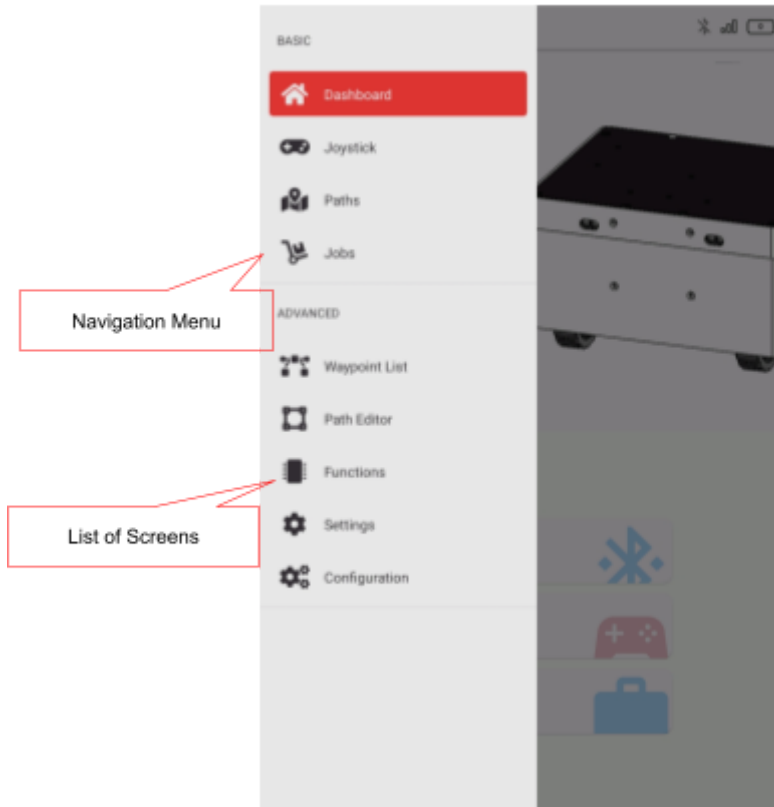 BASIC
Dashboard
Joystick
Paths
Jobs
Navigation Menu
ADVANCED
Waypoint List
Path Editor
Functions
List of Screens
Settings
Configuration